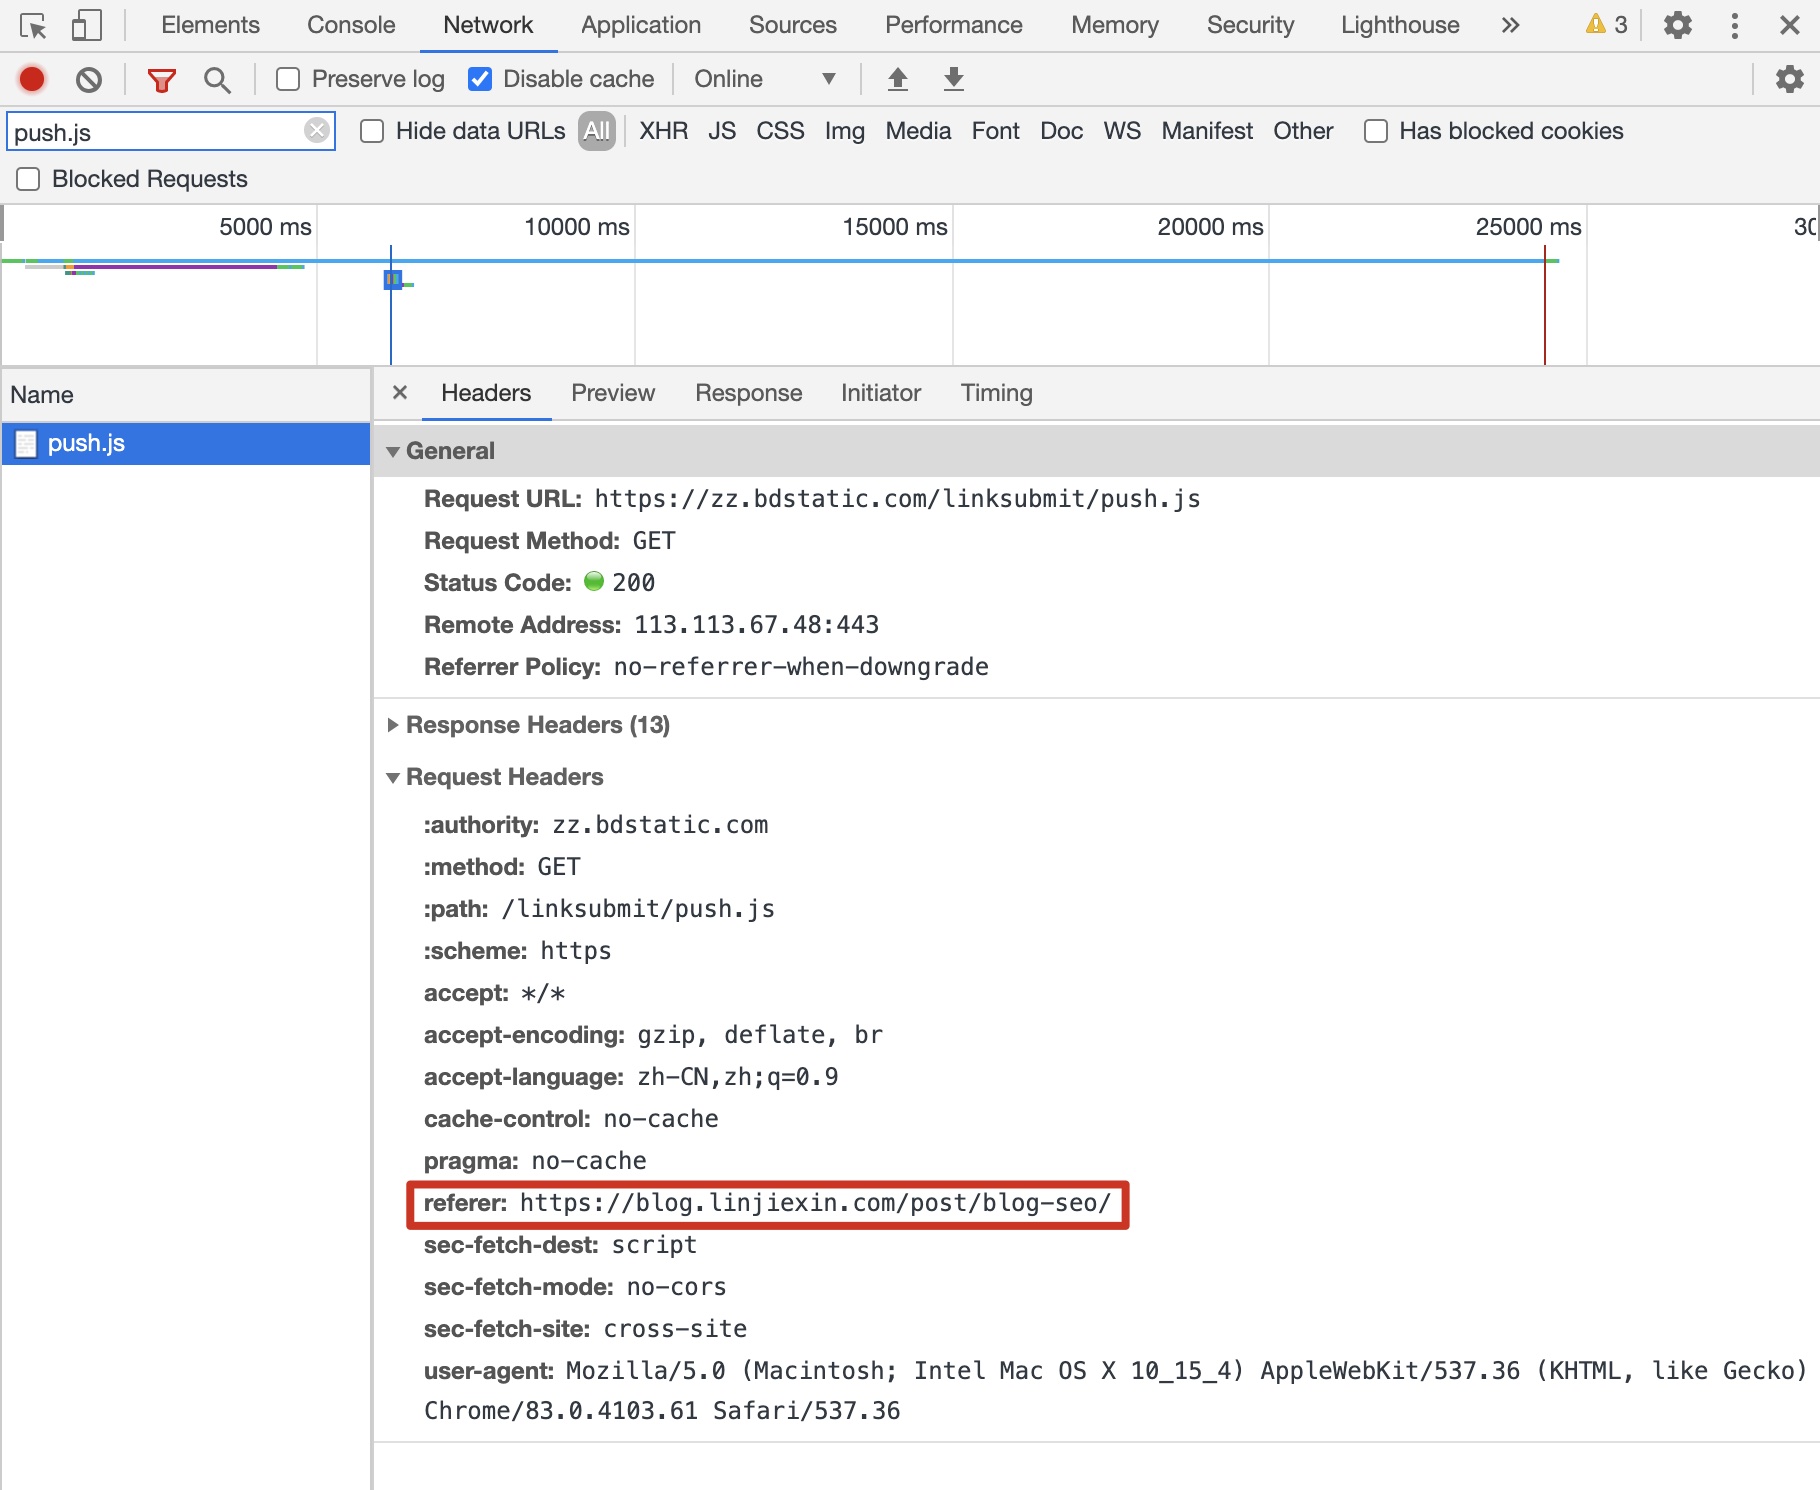 Elements Console Network Application Sources Performance Memory Security Lighthouse » 3
Preserve log Disable cache Online
push.js Hide data URLs All XHR JS CSS Img Media Font Doc WS Manifest Other Has blocked cookies
Blocked Requests
5000 ms 10000 ms 15000 ms 20000 ms 25000 ms
Name
push.js
Headers Preview Response Initiator Timing
General
Request URL: https://zz.bdstatic.com/linksubmit/push.js
Request Method: GET
Status Code: 200
Remote Address: 113.113.67.48:443
Referrer Policy: no-referrer-when-downgrade
Response Headers (13)
Request Headers
:authority: zz.bdstatic.com
:method: GET
:path: /linksubmit/push.js
:scheme: https
accept: */*
accept-encoding: gzip, deflate, br
accept-language: zh-CN,zh;q=0.9
cache-control: no-cache
pragma: no-cache
referer: https://blog.linjiexin.com/post/blog-seo/
sec-fetch-dest: script
sec-fetch-mode: no-cors
sec-fetch-site: cross-site
user-agent: Mozilla/5.0 (Macintosh; Intel Mac OS X 10_15_4) AppleWebKit/537.36 (KHTML, like Gecko)
Chrome/83.0.4103.61 Safari/537.36